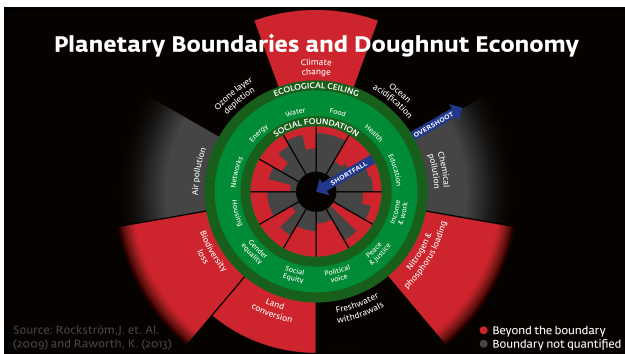 Planetary Boundaries and Doughnut Economy
Climate
change
ECOLOGICAL CEILING
Ozone layer
depletion
Ocean
acidification
OVERSHOOT
Water
Food
SOCIAL FOUNDATION
Energy
Health
SHORTFALL
Networks
Education
Air pollution
Chemical
pollution
Housing
Income
& work
Gender
equality
Peace
& justice
Social
Equity
Political
voice
Biodiversity
loss
Nitrogen &
phosphorus loading
Land
conversion
Freshwater
withdrawals
Source: Rockström,J. et. Al.
(2009) and Raworth, K. (2013)
Beyond the boundary
Boundary not quantified